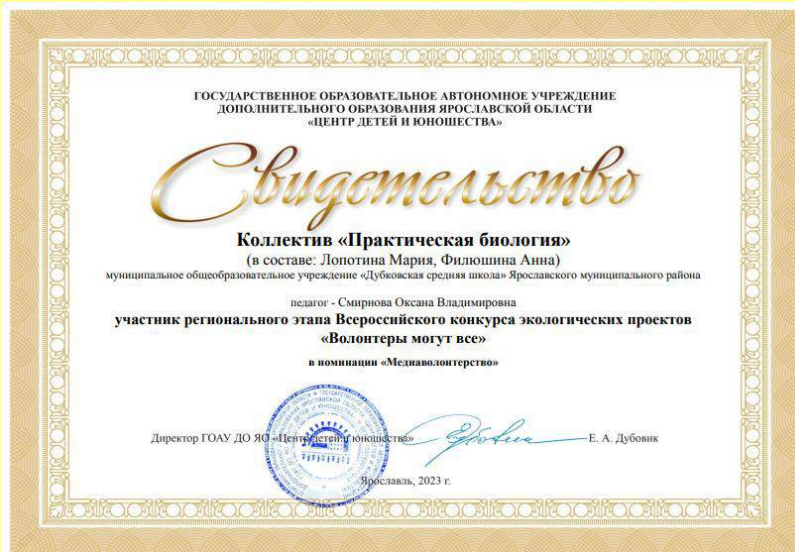 ГОСУДАРСТВЕННОЕ ОБРАЗОВАТЕЛЬНОЕ АВТОНОМНОЕ УЧРЕЖДЕНИЕ
ДОПОЛНИТЕЛЬНОГО ОБРАЗОВАНИЯ ЯРОСЛАВСКОЙ ОБЛАСТИ
«ЦЕНТР ДЕТЕЙ И ЮНОШЕСТВА»
Свидетельство
Коллектив «Практическая биология»
(в составе: Лопотина Мария, Филюшина Анна)
муниципальное общеобразовательное учреждение «Дубковская средняя школа» Ярославского муниципального района
педагог - Смирнова Оксана Владимировна
участник регионального этапа Всероссийского конкурса экологических проектов
«Волонтеры могут все»
в номинации «Медиаволонтерство»
Директор ГОАУ ДО ЯО «Центр детей и юношества» Е. А. Дубовик
Ярославль, 2023 г.